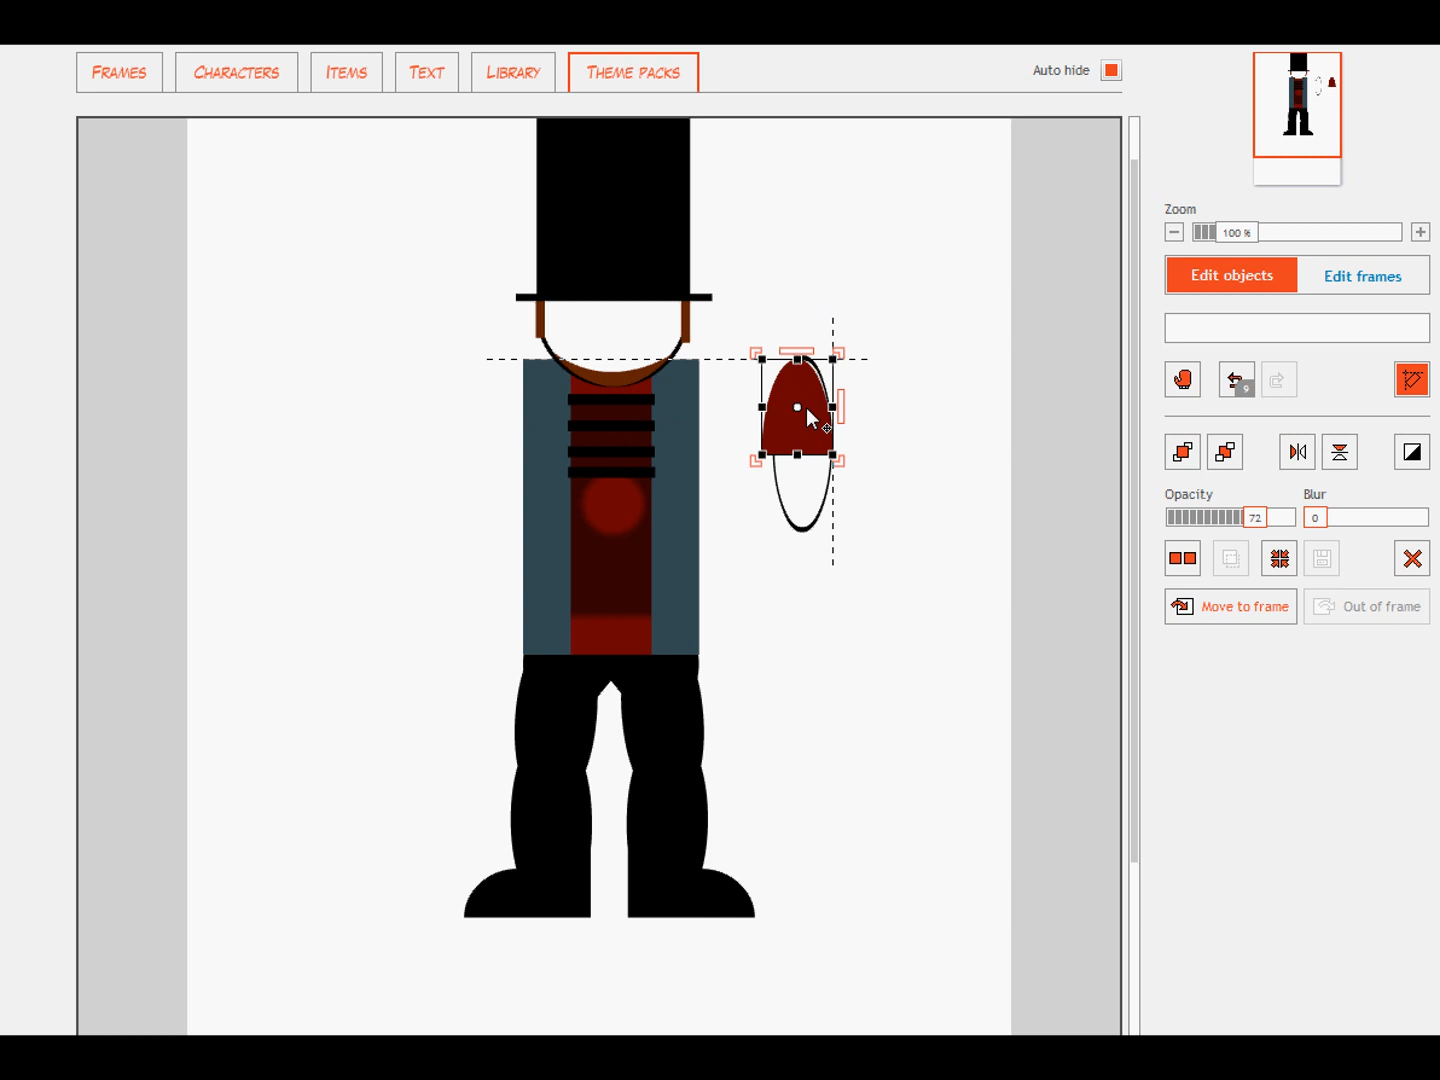 Frames Characters Items Text Library Theme packs Auto hide
Zoom
100 %
Edit objects Edit frames
9
Opacity Blur
72 0
Move to frame Out of frame